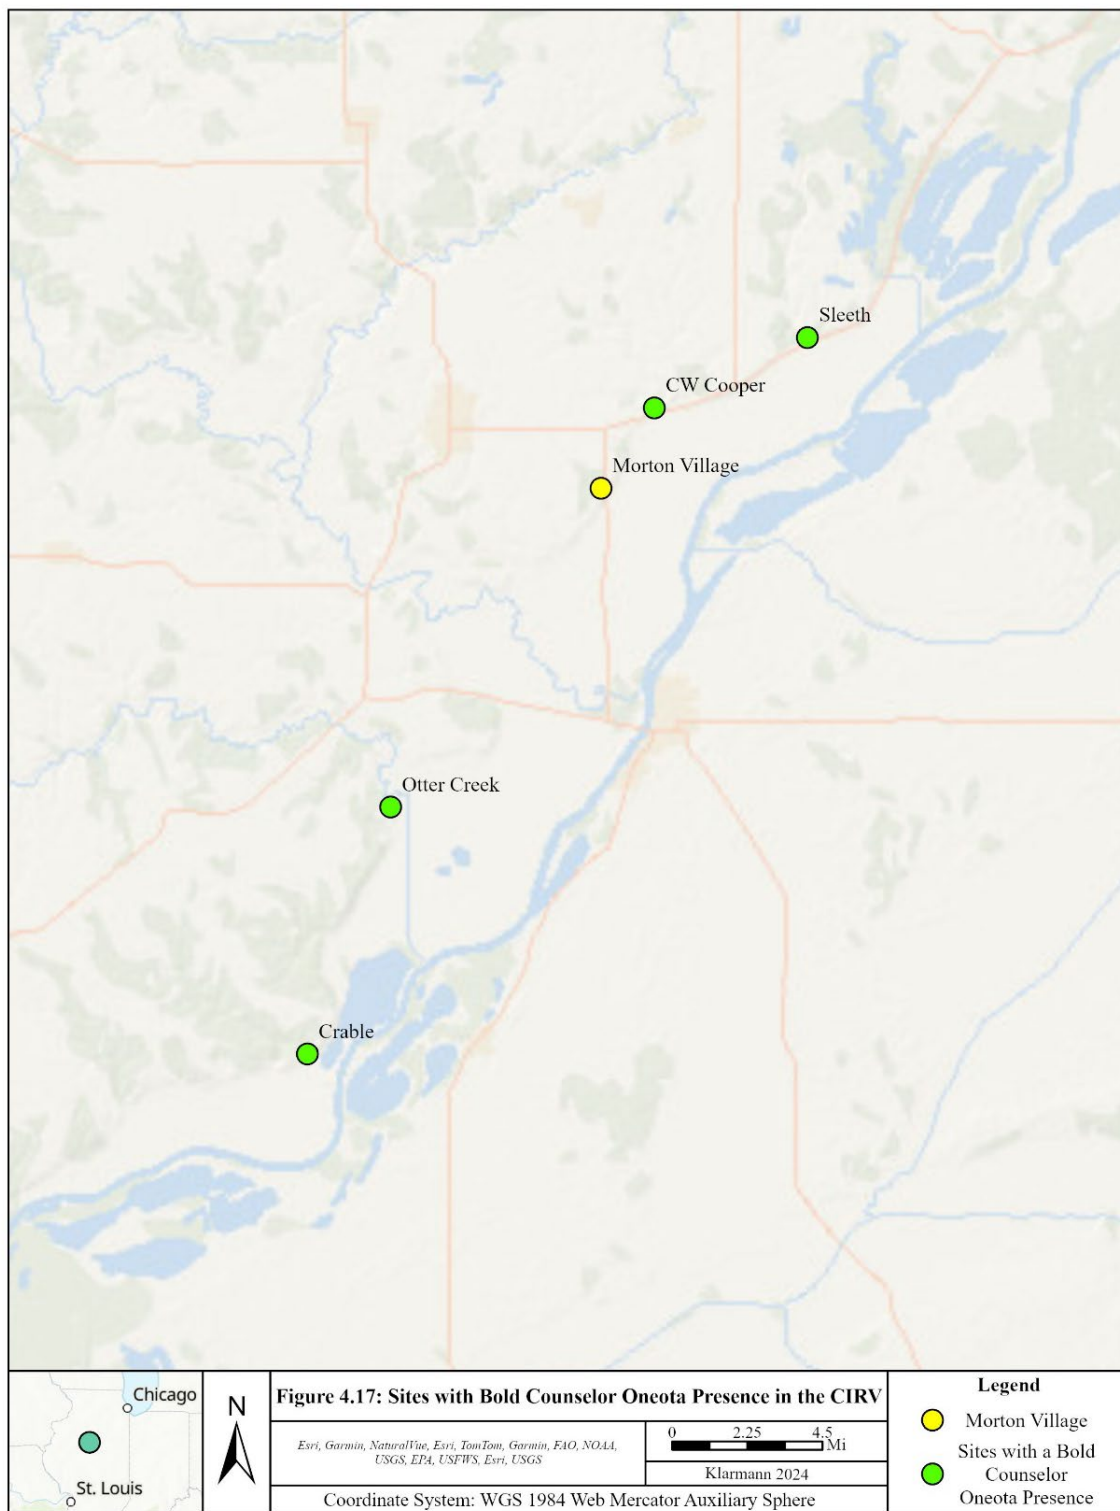 Sleeth
CW Cooper
Morton Village
Otter Creek
Crable
Chicago
St. Louis
N
Figure 4.17: Sites with Bold Counselor Oneota Presence in the CIRV
Esri, Garmin, NaturalVue, Esri, TomTom, Garmin, FAO, NOAA,
USGS, EPA, USFWS, Esri, USGS
0 2.25 4.5
Mi
Klarmann 2024
Coordinate System: WGS 1984 Web Mercator Auxiliary Sphere
Legend
Morton Village
Sites with a Bold
Counselor
Oneota Presence